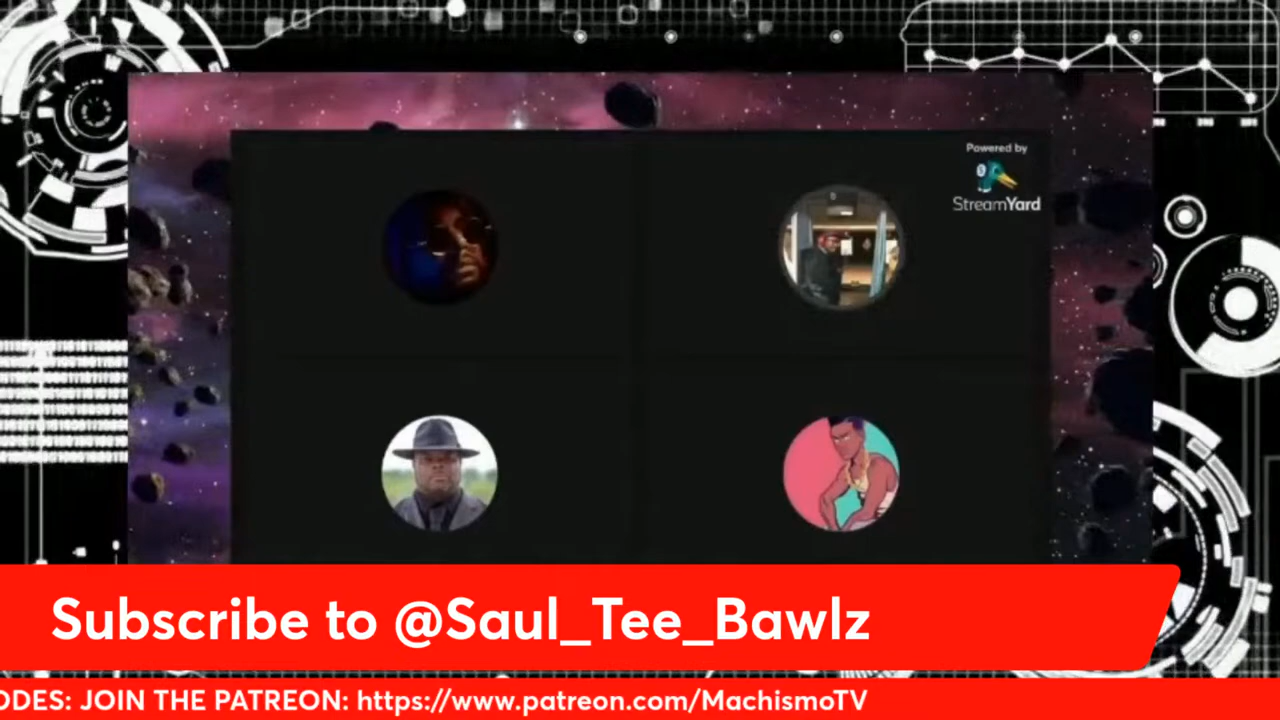 Powered by
StreamYard
Subscribe to @Saul_Tee_Bawlz
ODES: JOIN THE PATREON: https://www.patreon.com/MachismoTV